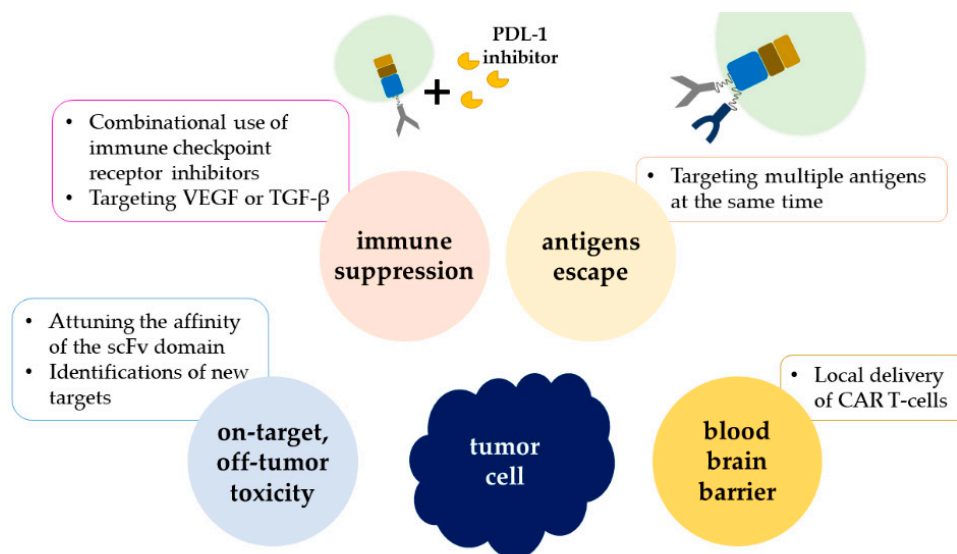 PDL-1
inhibitor
+
• Combinational use of
immune checkpoint
receptor inhibitors
• Targeting VEGF or TGF-β
• Targeting multiple antigens
at the same time
immune
suppression
antigens
escape
• Attuning the affinity
of the scFv domain
• Identifications of new
targets
• Local delivery
of CAR T-cells
on-target,
off-tumor
toxicity
tumor
cell
blood
brain
barrier